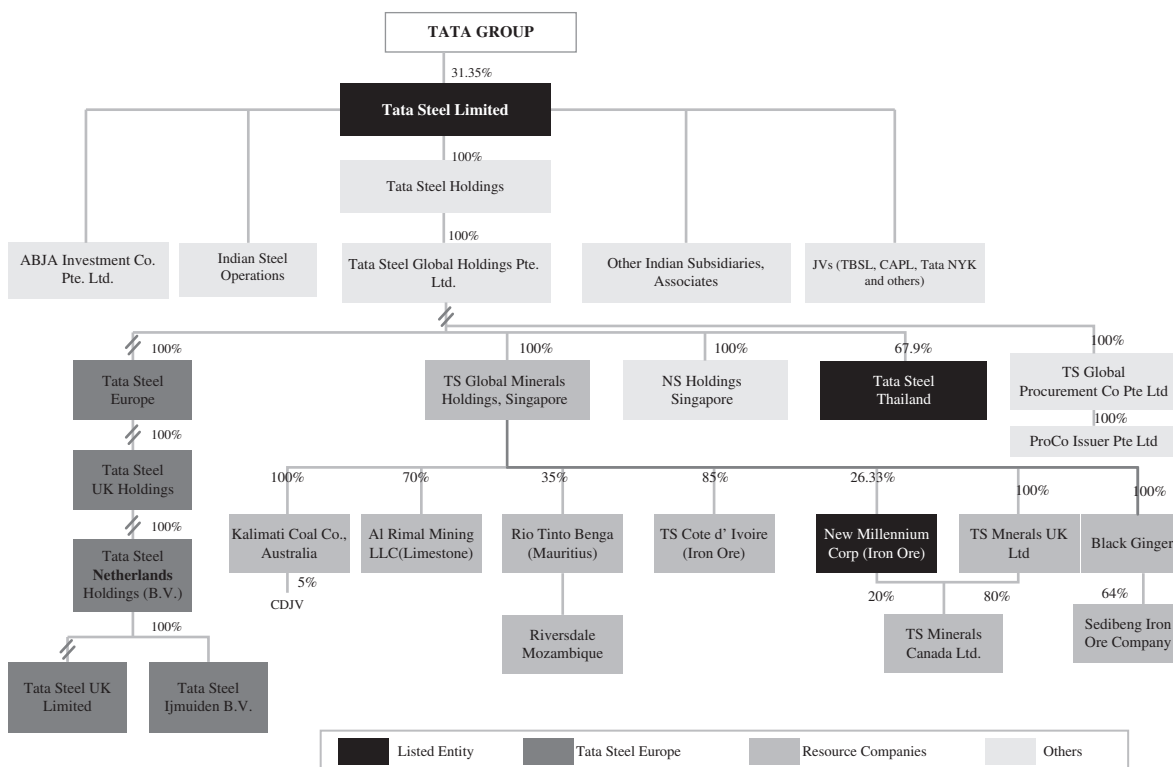 TATA GROUP
31.35%
Tata Steel Limited
100%
Tata Steel Holdings
100%
ABJA Investment Co.
Pte. Ltd.
Indian Steel
Operations
Tata Steel Global Holdings Pte.
Ltd.
Other Indian Subsidiaries,
Associates
JVs (TBSL, CAPL, Tata NYK
and others)
100%
100%
100%
67.9%
100%
Tata Steel
Europe
TS Global Minerals
Holdings, Singapore
NS Holdings
Singapore
Tata Steel
Thailand
TS Global
Procurement Co Pte Ltd
100%
ProCo Issuer Pte Ltd
100%
Tata Steel
UK Holdings
100%
70%
35%
85%
26.33%
100%
100%
Kalimati Coal Co.,
Australia
Al Rimal Mining
LLC(Limestone)
Rio Tinto Benga
(Mauritius)
TS Cote d’ Ivoire
(Iron Ore)
New Millennium
Corp (Iron Ore)
TS Mnerals UK
Ltd
Black Ginger
100%
Tata Steel
Netherlands
Holdings (B.V.)
5%
CDJV
20%
80%
64%
Riversdale
Mozambique
TS Minerals
Canada Ltd.
Sedibeng Iron
Ore Company
100%
Tata Steel UK
Limited
Tata Steel
Ijmuiden B.V.
Listed Entity
Tata Steel Europe
Resource Companies
Others